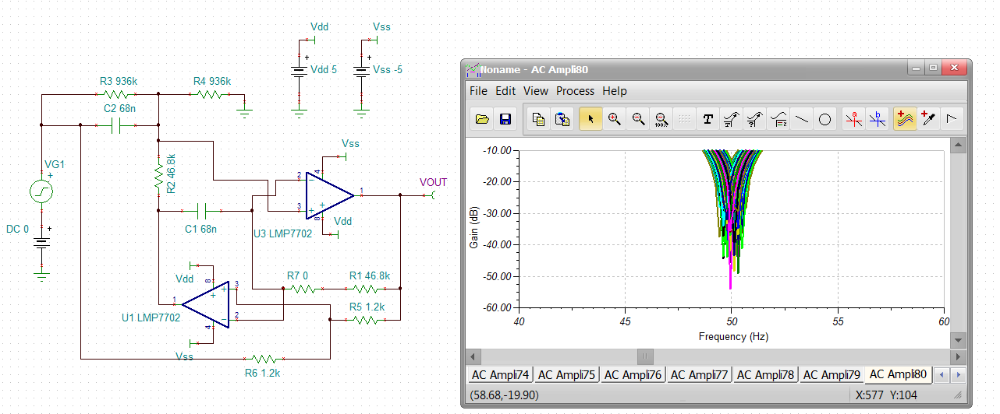 Vdd
Vss
Vdd 5
Vss -5
R3 936k
R4 936k
C2 68n
VG1
+
DC 0
R2 46.8k
Vss
2
4
1
VOUT
3
8
Vdd
C1 68n
U3 LMP7702
Vdd
8
3
1
2
4
U1 LMP7702
Vss
R7 0
R1 46.8k
R5 1.2k
R6 1.2k
Noname - AC Ampli80
File Edit View Process Help
100%
T
a
b
-10.00
-20.00
-30.00
-40.00
-50.00
-60.00
Gain (dB)
40 45 50 55 60
Frequency (Hz)
AC Ampli74 AC Ampli75 AC Ampli76 AC Ampli77 AC Ampli78 AC Ampli79 AC Ampli80
(58.68,-19.90) X:577 Y:104